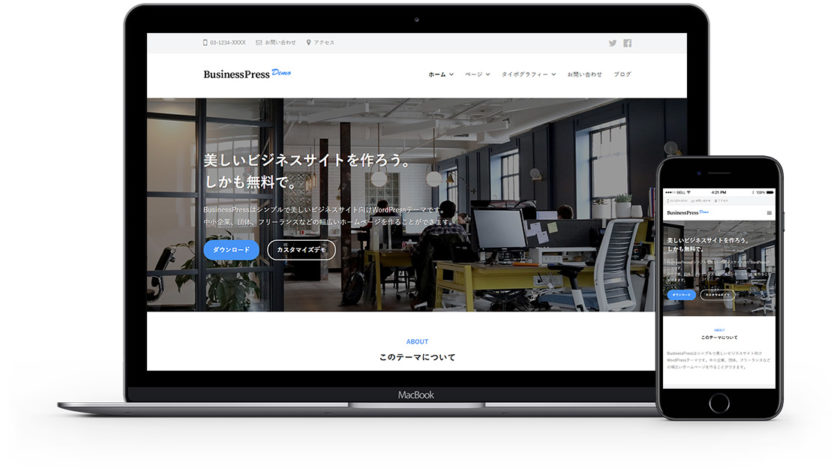 03-1234-XXXX お問い合わせ アクセス
BusinessPress Demo
ホーム ページ タイポグラフィー お問い合わせ ブログ
美しいビジネスサイトを作ろう。
しかも無料で。
BusinessPressはシンプルで美しいビジネスサイト向けWordPressテーマです。
中小企業、団体、フリーランスなどの幅広いホームページを作ることができます。
ダウンロード カスタマイズデモ
ABOUT
このテーマについて
MacBook
4:21 PM
BusinessPress Demo
美しいビジネスサイトを作ろう。
しかも無料で。
ダウンロード カスタマイズデモ
ABOUT
このテーマについて
BusinessPressはシンプルで美しいビジネスサイト向け
WordPressテーマです。中小企業、団体、フリーランスなど
の幅広いホームページを作ることができます。